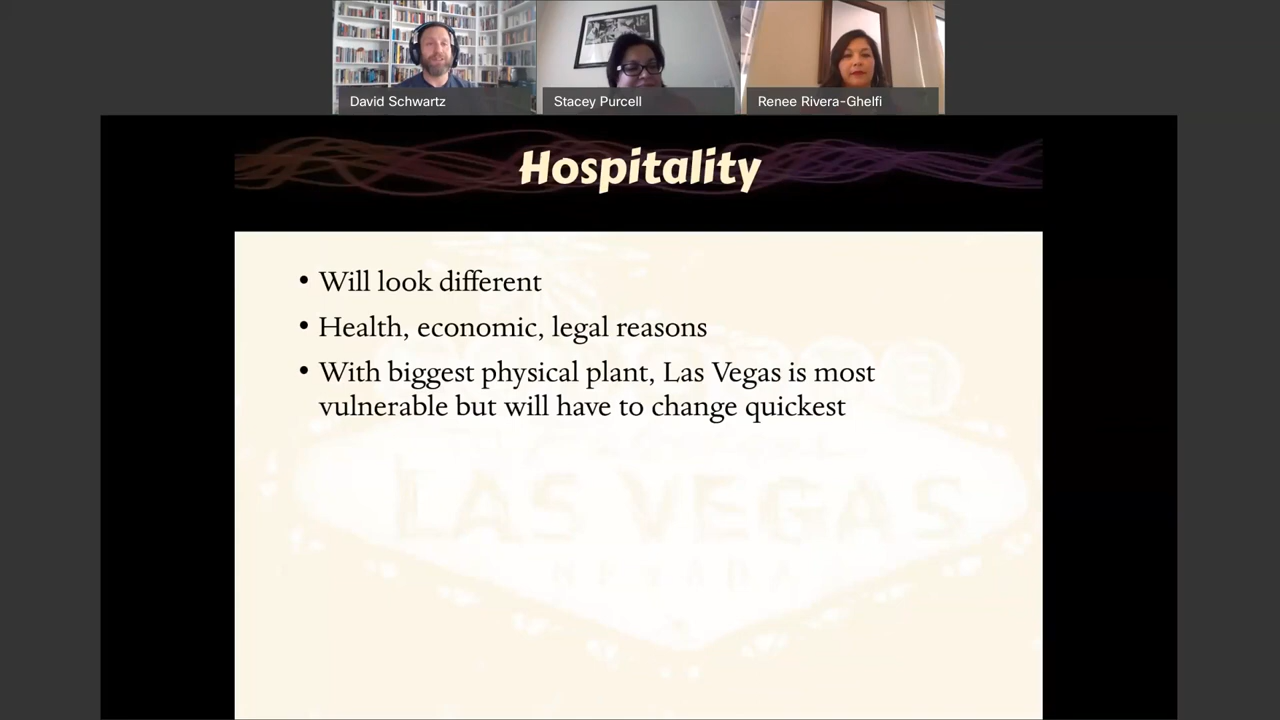 David Schwartz
Stacey Purcell
Renee Rivera-Ghelfi
Hospitality
• Will look different
• Health, economic, legal reasons
• With biggest physical plant, Las Vegas is most
vulnerable but will have to change quickest
LAS VEGAS
NEVADA